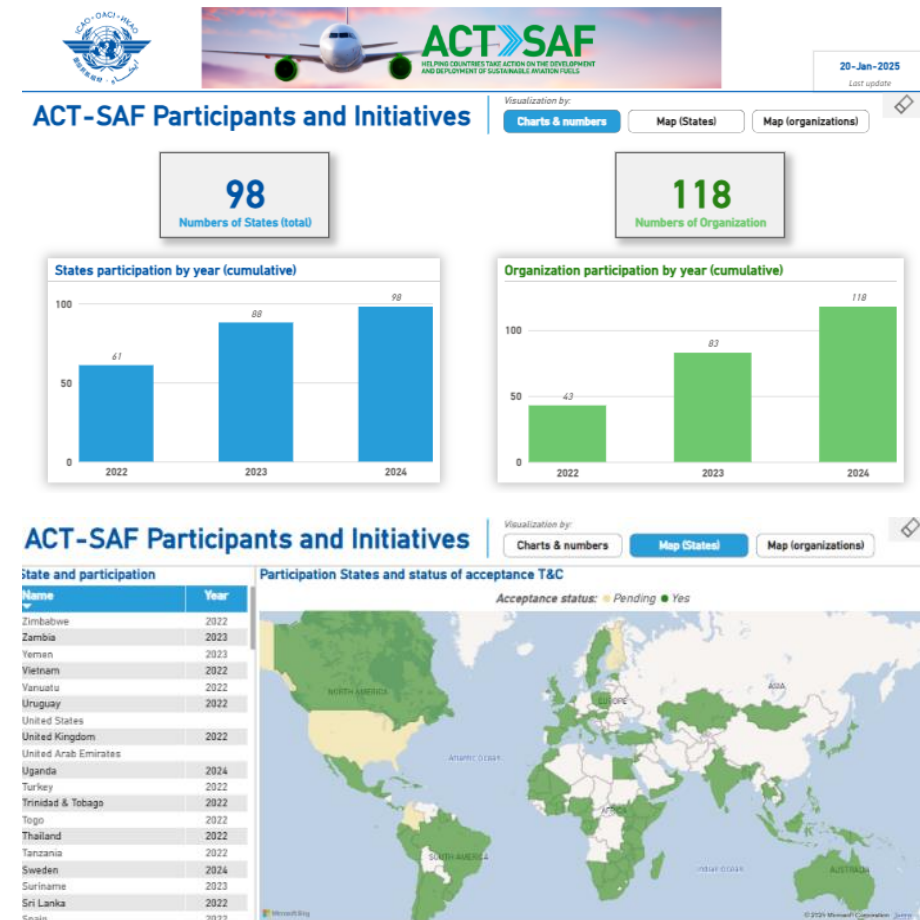 ICAO · OACI · ИКАО
ACT»SAF
HELPING COUNTRIES TAKE ACTION ON THE DEVELOPMENT
AND DEPLOYMENT OF SUSTAINABLE AVIATION FUELS
20-Jan-2025
Last update
ACT-SAF Participants and Initiatives
Visualization by:
Charts & numbers
Map (States)
Map (organizations)
98
Numbers of States (total)
118
Numbers of Organization
States participation by year (cumulative)
100
50
0
61
88
98
2022
2023
2024
Organization participation by year (cumulative)
100
50
0
43
83
118
2022
2023
2024
ACT-SAF Participants and Initiatives
Visualization by:
Charts & numbers
Map (States)
Map (organizations)
State and participation
Name Year
Zimbabwe 2022
Zambia 2023
Yemen 2023
Vietnam 2022
Vanuatu 2022
Uruguay 2022
United States
United Kingdom 2022
United Arab Emirates
Uganda 2024
Turkey 2022
Trinidad & Tobago 2022
Togo 2022
Thailand 2022
Tanzania 2022
Sweden 2024
Suriname 2023
Sri Lanka 2022
Spain 2022
Participation States and status of acceptance T&C
Acceptance status: Pending Yes
NORTH AMERICA
EUROPE
ASIA
Atlantic Ocean
AFRICA
SOUTH AMERICA
Indian Ocean
AUSTRALIA
Microsoft Bing
© 2025 Microsoft Corporation Terms